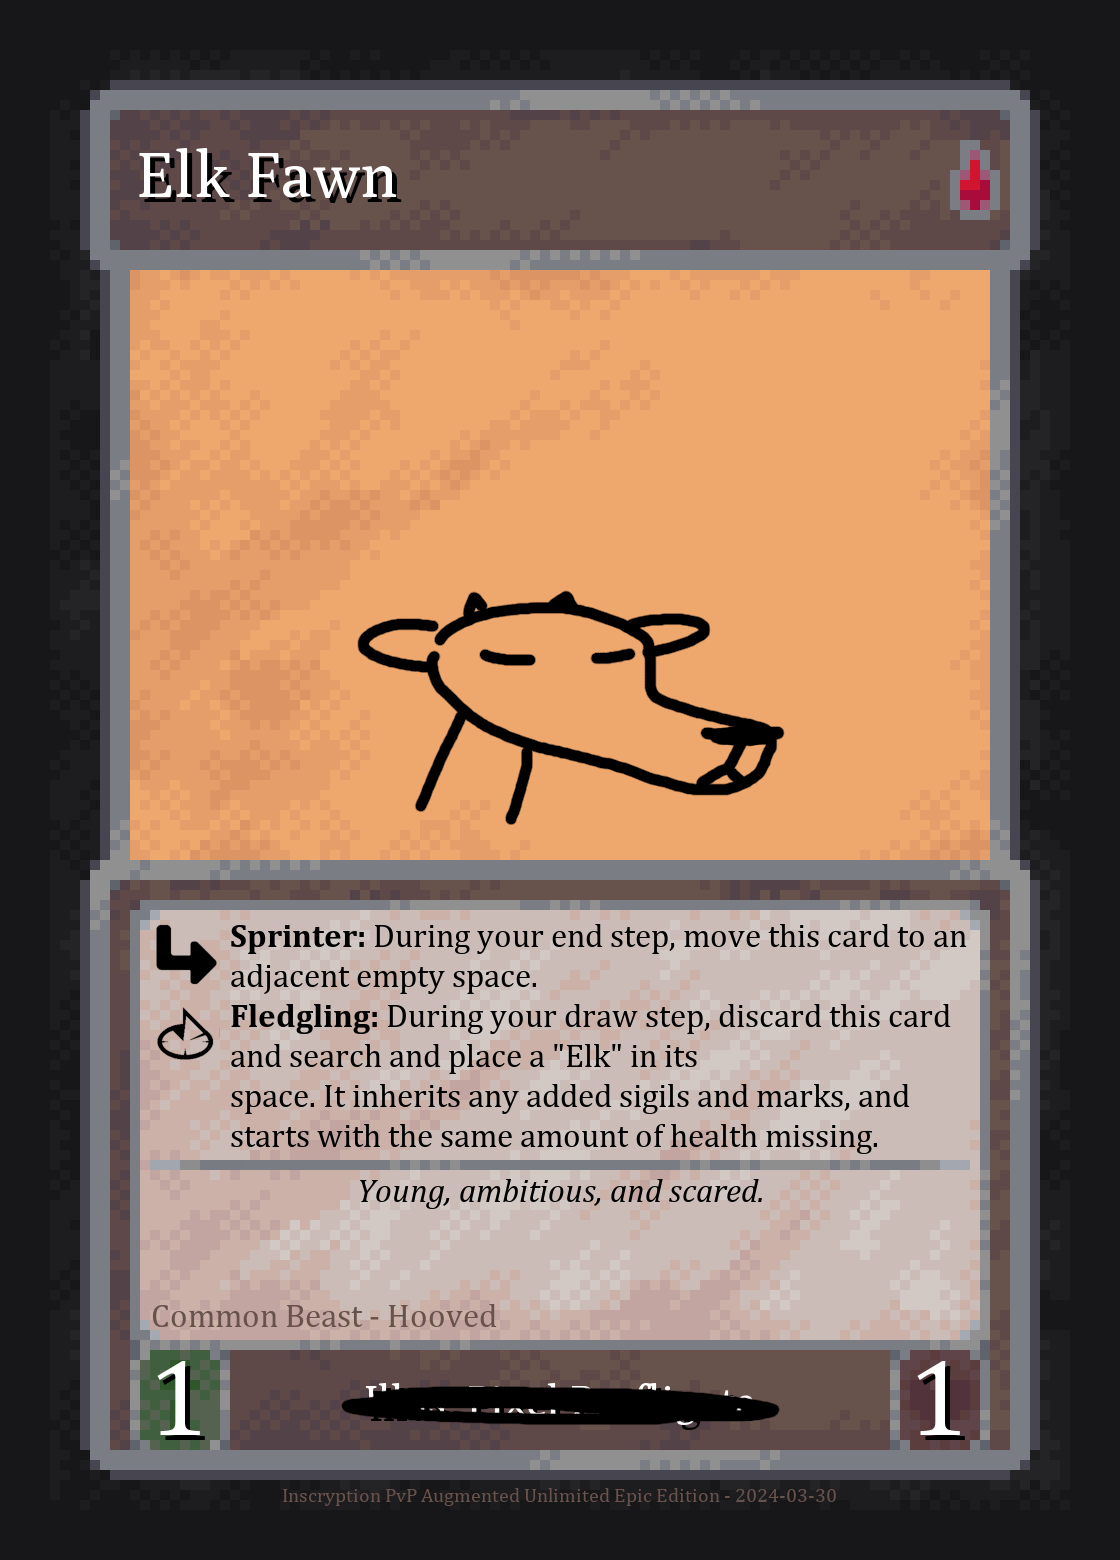 Elk Fawn
Sprinter: During your end step, move this card to an
adjacent empty space.
Fledgling: During your draw step, discard this card
and search and place a "Elk" in its
space. It inherits any added sigils and marks, and
starts with the same amount of health missing.
Young, ambitious, and scared.
Common Beast - Hooved
1
1
Inscryption PvP Augmented Unlimited Epic Edition - 2024-03-30